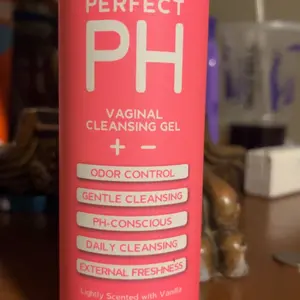 PERFECT
PH
VAGINAL
CLEANSING GEL
+ −
ODOR CONTROL
GENTLE CLEANSING
PH-CONSCIOUS
DAILY CLEANSING
EXTERNAL FRESHNESS
Lightly Scented with Vanilla